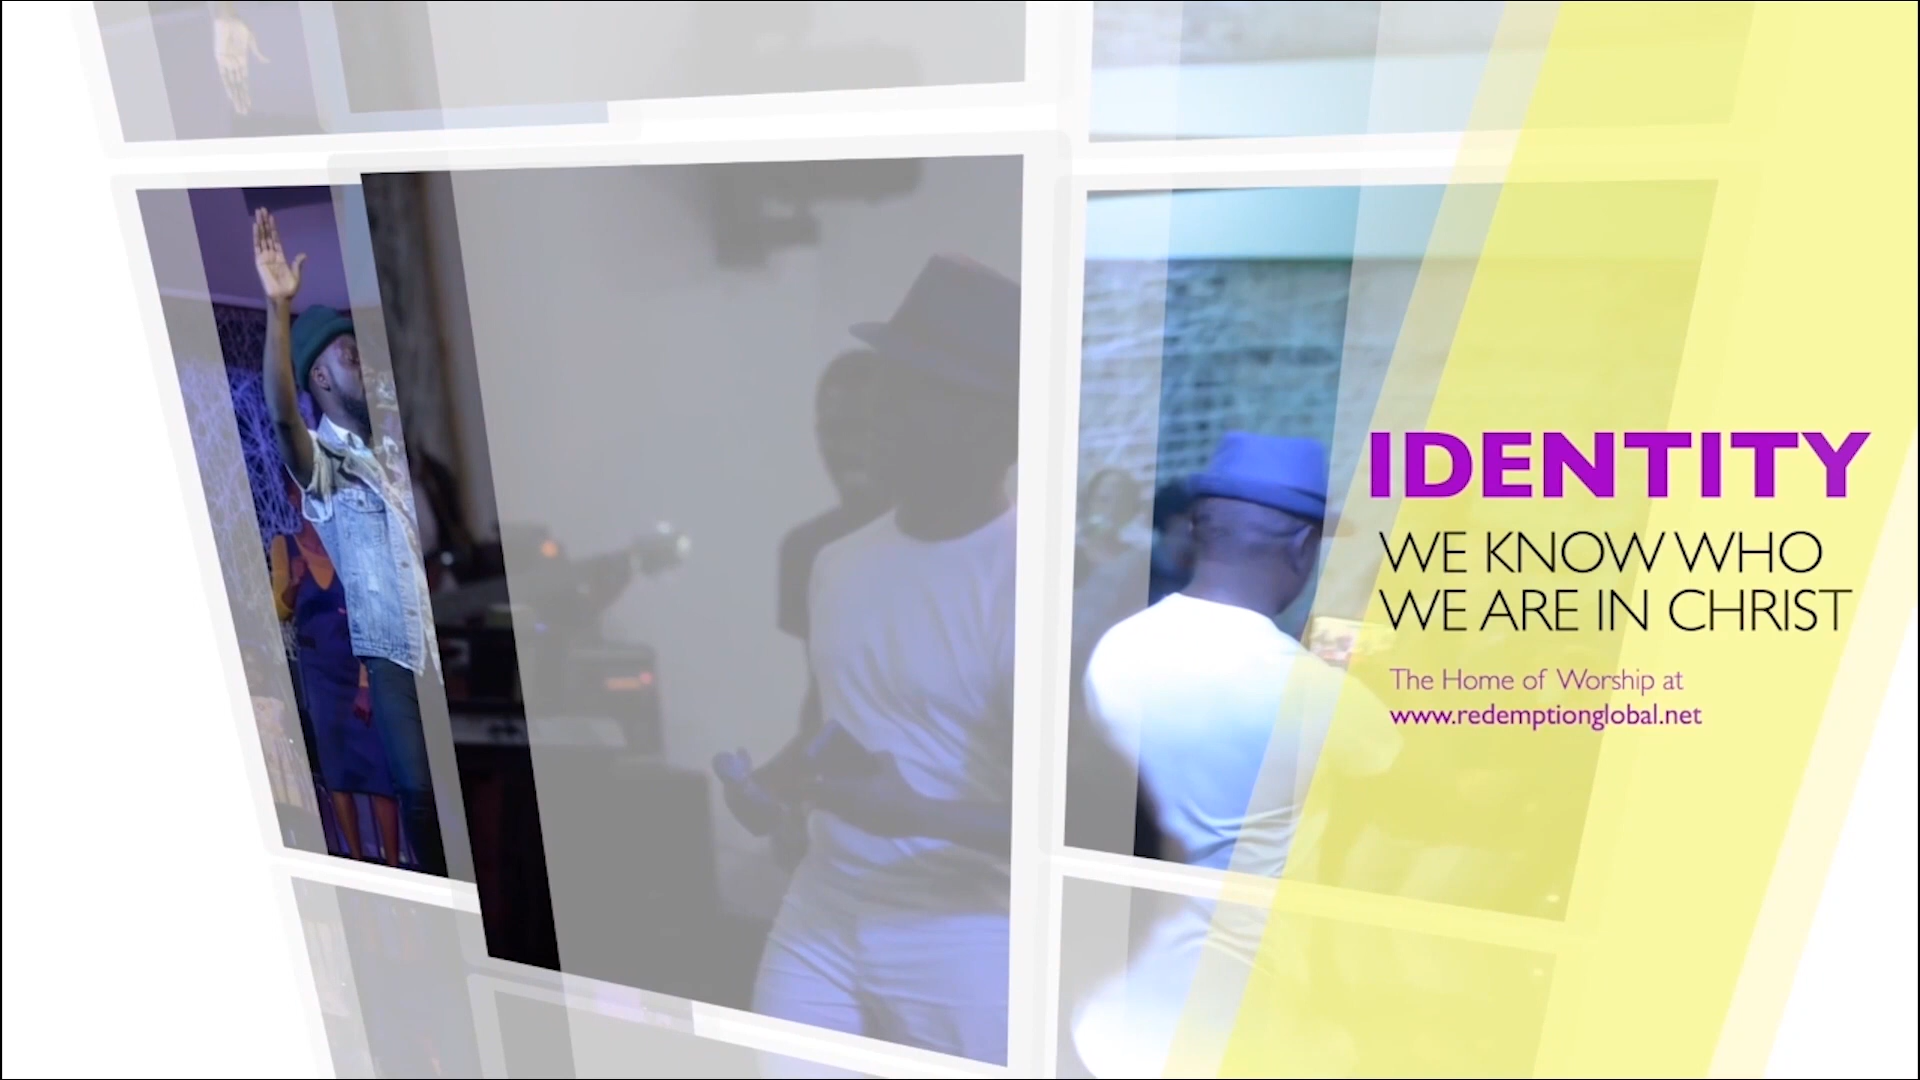 IDENTITY
WE KNOW WHO
WE ARE IN CHRIST
The Home of Worship at
www.redemptionglobal.net